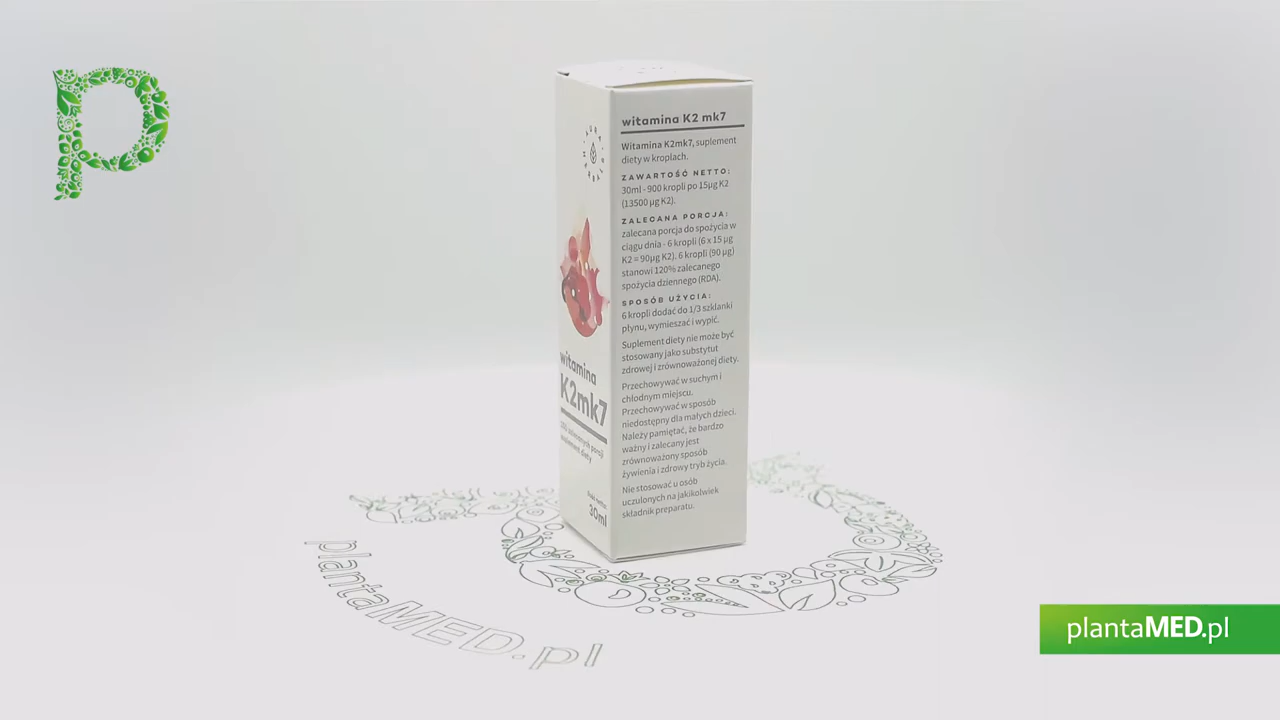 AURA HERBALS
witamina
K2mk7
suplement diety
30ml
witamina K2 mk7
Witamina K2mk7, suplement
diety w kroplach.
ZAWARTOŚĆ NETTO:
30ml - 900 kropli po 15µg K2
(13500 µg K2).
ZALECANA PORCJA:
zalecana porcja do spożycia w
ciągu dnia - 6 kropli (6 x 15 µg
K2 = 90µg K2). 6 kropli (90 µg)
stanowi 120% zalecanego
spożycia dziennego (RDA).
SPOSÓB UŻYCIA:
6 kropli dodać do 1/3 szklanki
płynu, wymieszać i wypić.
Suplement diety nie może być
stosowany jako substytut
zdrowej i zrównoważonej diety.
Przechowywać w suchym i
chłodnym miejscu.
Przechowywać w sposób
niedostępny dla małych dzieci.
Należy pamiętać, że bardzo
ważny i zalecany jest
zrównoważony sposób
żywienia i zdrowy tryb życia.
Nie stosować u osób
uczulonych na jakikolwiek
składnik preparatu.
plantaMED.pl
plantaMED.pl